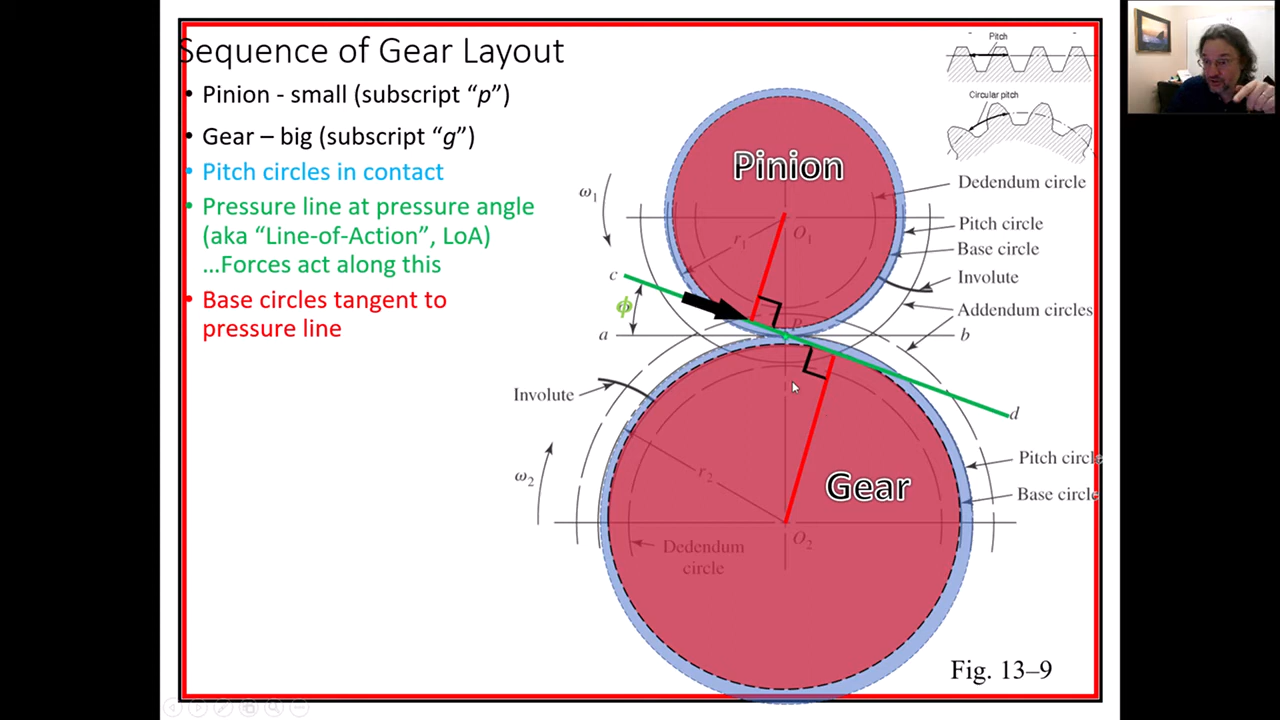 Sequence of Gear Layout
• Pinion - small (subscript “p”)
• Gear – big (subscript “g”)
• Pitch circles in contact
• Pressure line at pressure angle
(aka “Line-of-Action”, LoA)
...Forces act along this
• Base circles tangent to
pressure line
Pitch
Circular pitch
Pinion
Dedendum circle
ω1
Pitch circle
O1
r1
Base circle
c
Involute
ϕ
Addendum circles
P
a
b
Involute
d
Pitch circle
r2
ω2
Gear
Base circle
O2
Dedendum
circle
Fig. 13–9